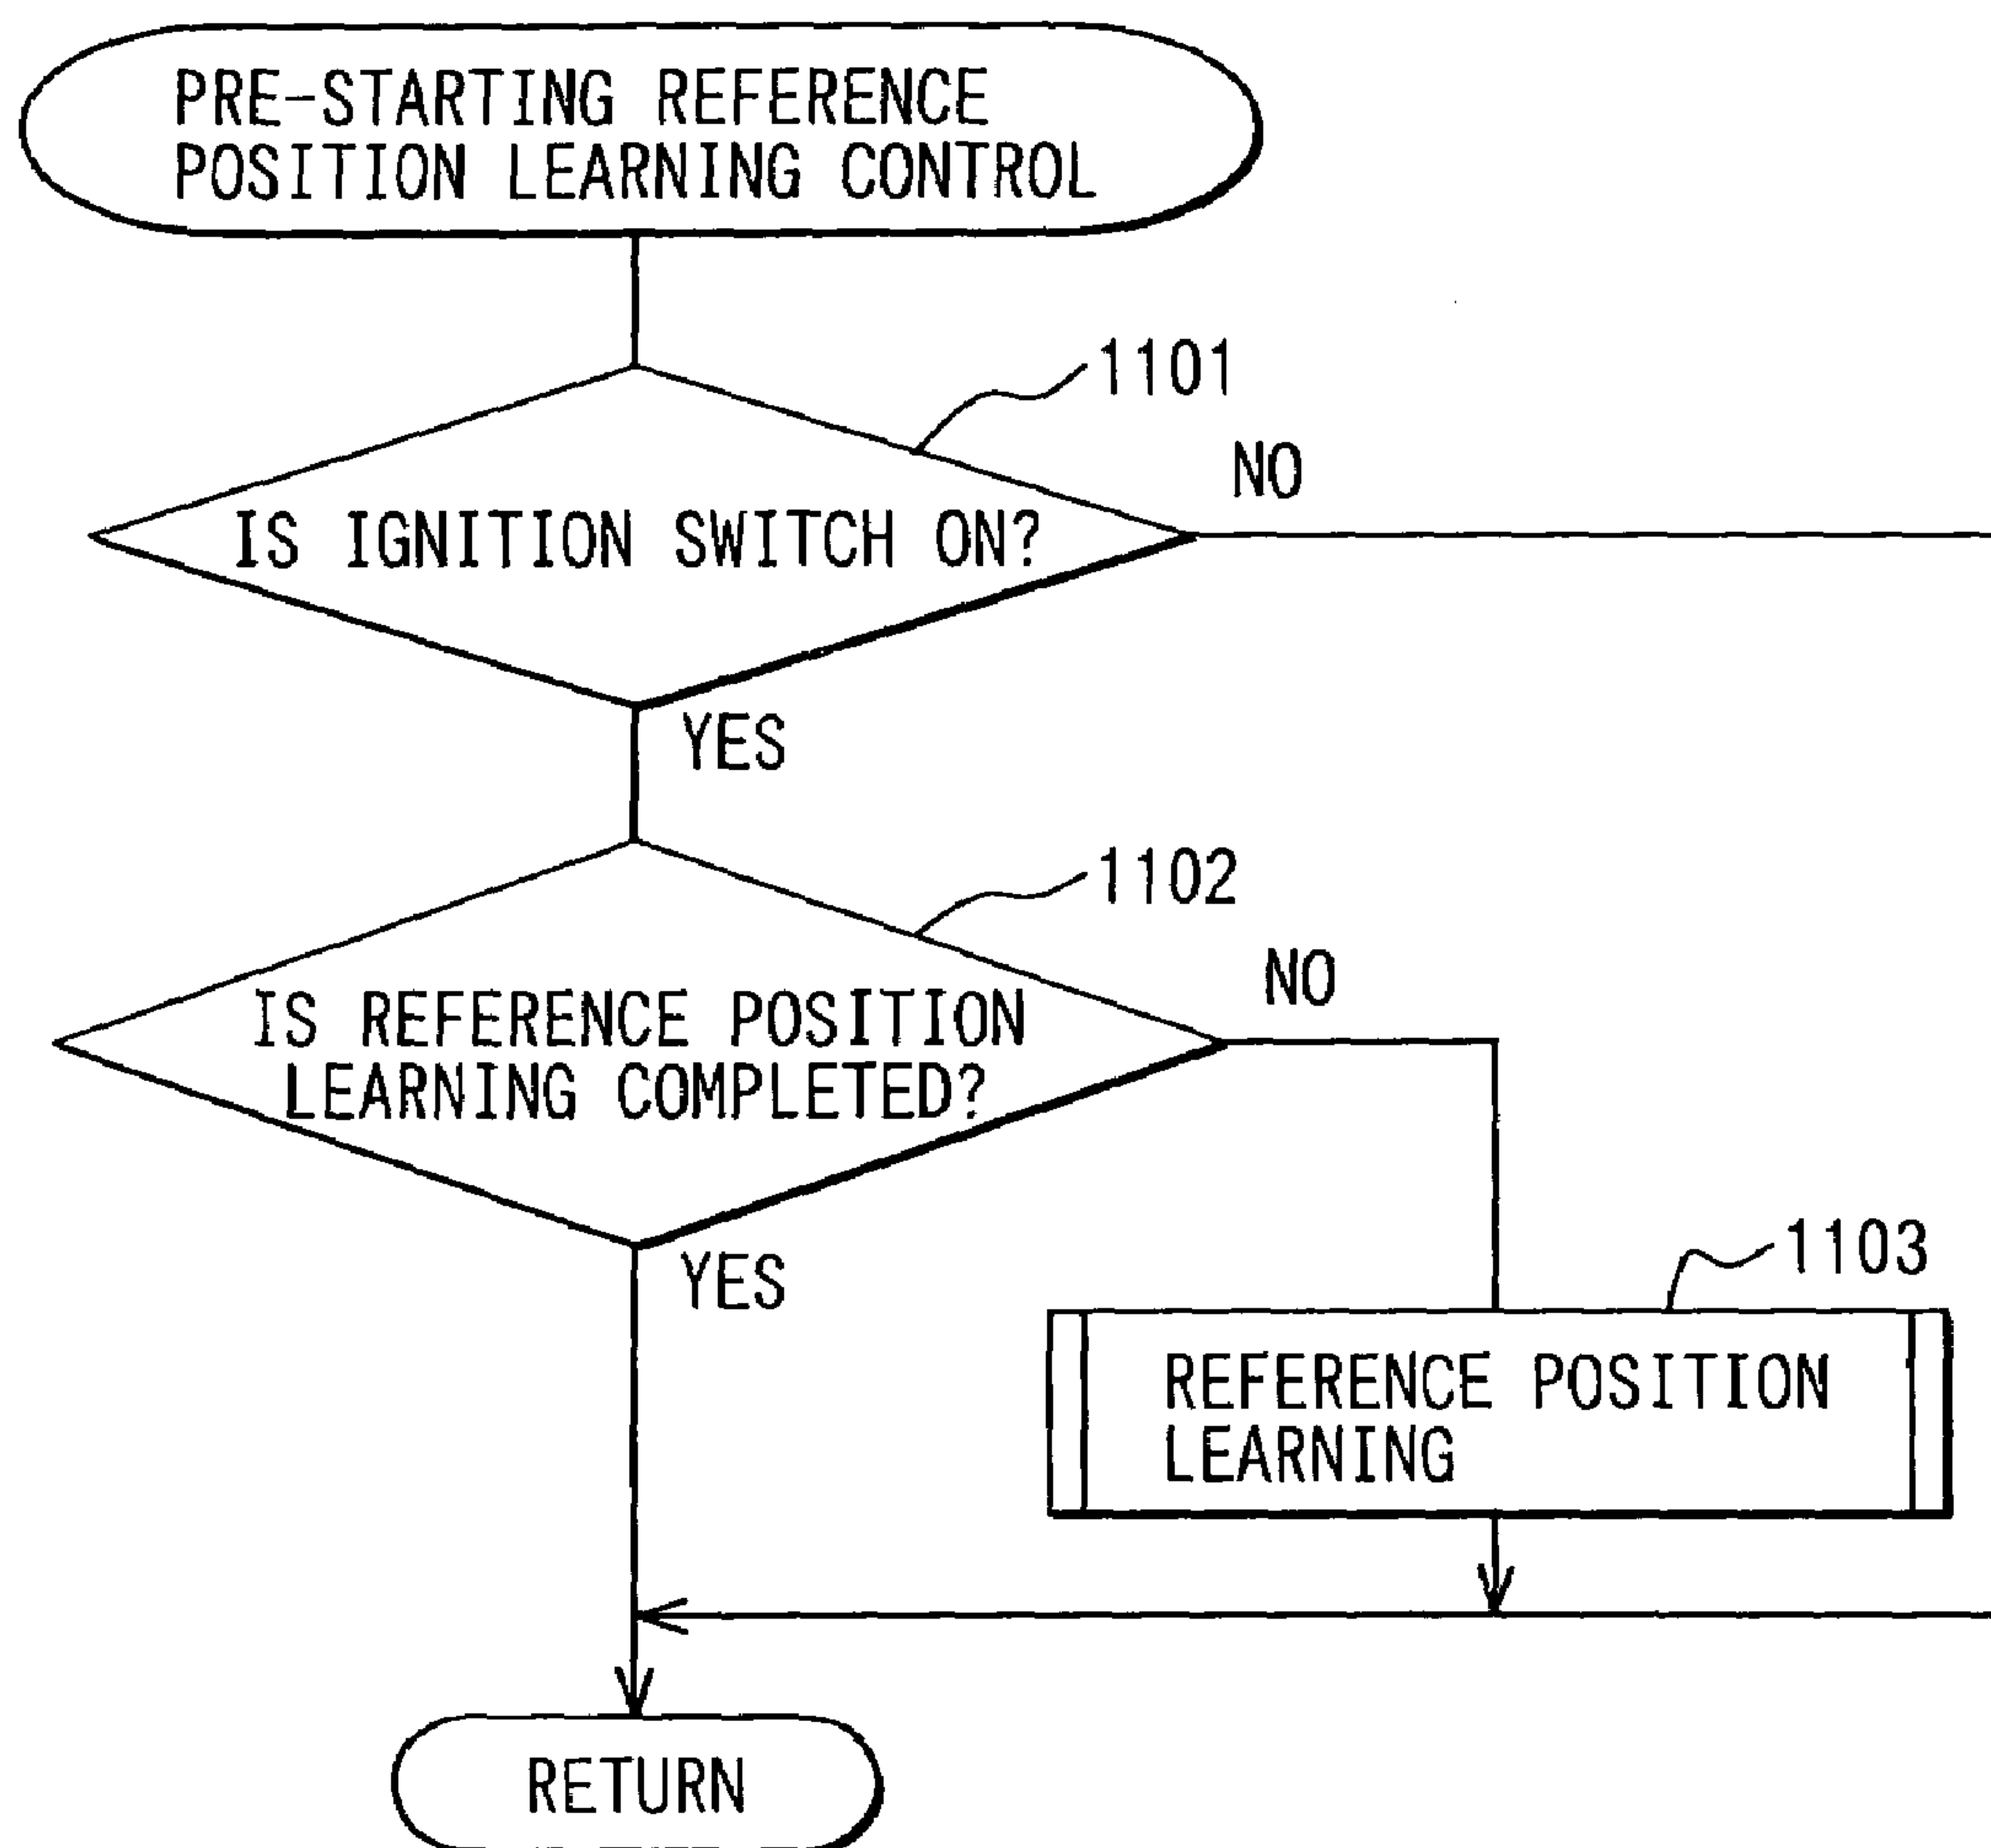 PRE-STARTING REFERENCE
POSITION LEARNING CONTROL
1101
NO
IS IGNITION SWITCH ON?
YES
1102
NO
IS REFERENCE POSITION
LEARNING COMPLETED?
YES
1103
REFERENCE POSITION
LEARNING
RETURN